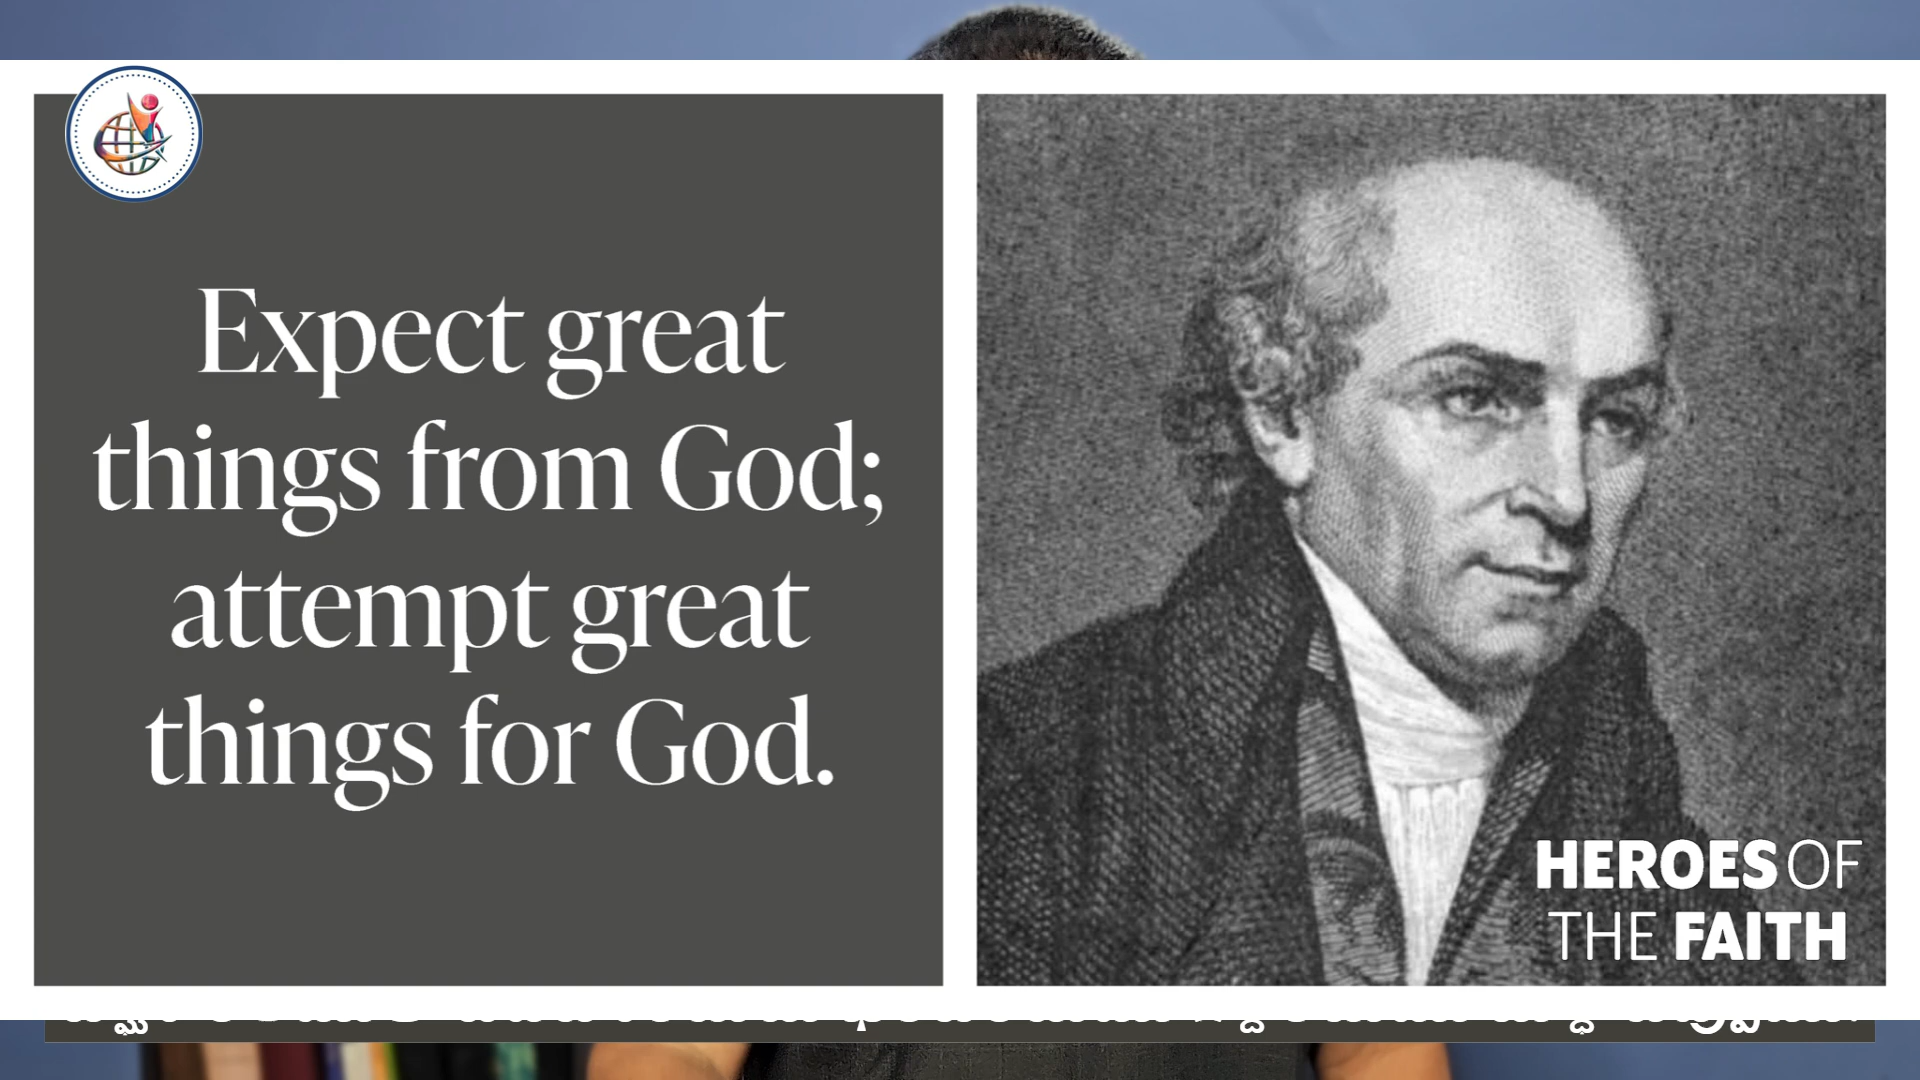 Expect great
things from God;
attempt great
things for God.
HEROES OF
THE FAITH